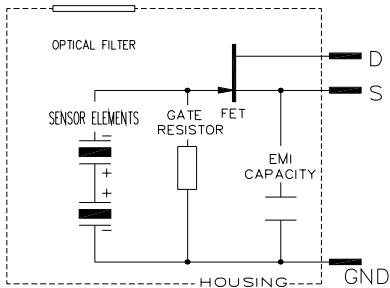 OPTICAL FILTER
D
S
SENSOR ELEMENTS
GATE
RESISTOR
FET
−
+
+
−
EMI
CAPACITY
GND
HOUSING